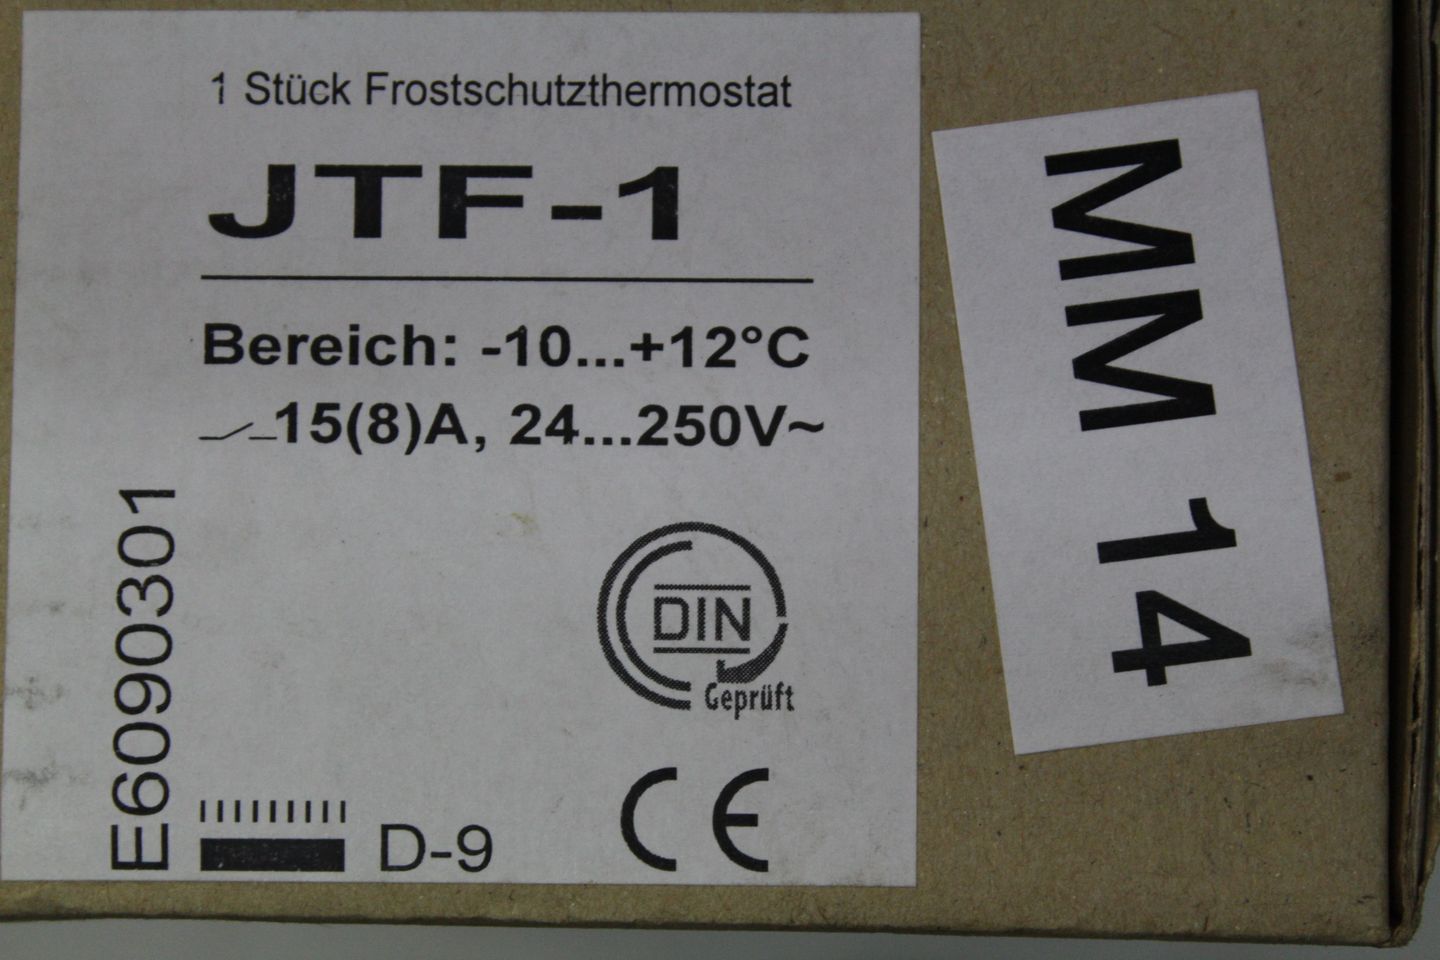 1 Stück Frostschutzthermostat
JTF-1
Bereich: -10...+12°C
15(8)A, 24...250V~
E6090301
DIN
Geprüft
D-9
CE
MM 14